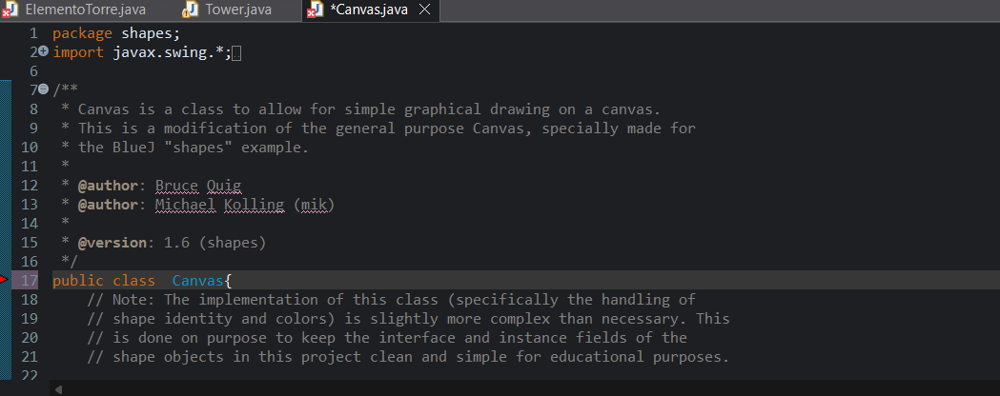 ElementoTorre.java Tower.java *Canvas.java
1 package shapes;
2 import javax.swing.*;
6
7 /**
8 * Canvas is a class to allow for simple graphical drawing on a canvas.
9 * This is a modification of the general purpose Canvas, specially made for
10 * the BlueJ "shapes" example.
11 *
12 * @author: Bruce Quig
13 * @author: Michael Kolling (mik)
14 *
15 * @version: 1.6 (shapes)
16 */
17 public class  Canvas{
18 // Note: The implementation of this class (specifically the handling of
19 // shape identity and colors) is slightly more complex than necessary. This
20 // is done on purpose to keep the interface and instance fields of the
21 // shape objects in this project clean and simple for educational purposes.
22